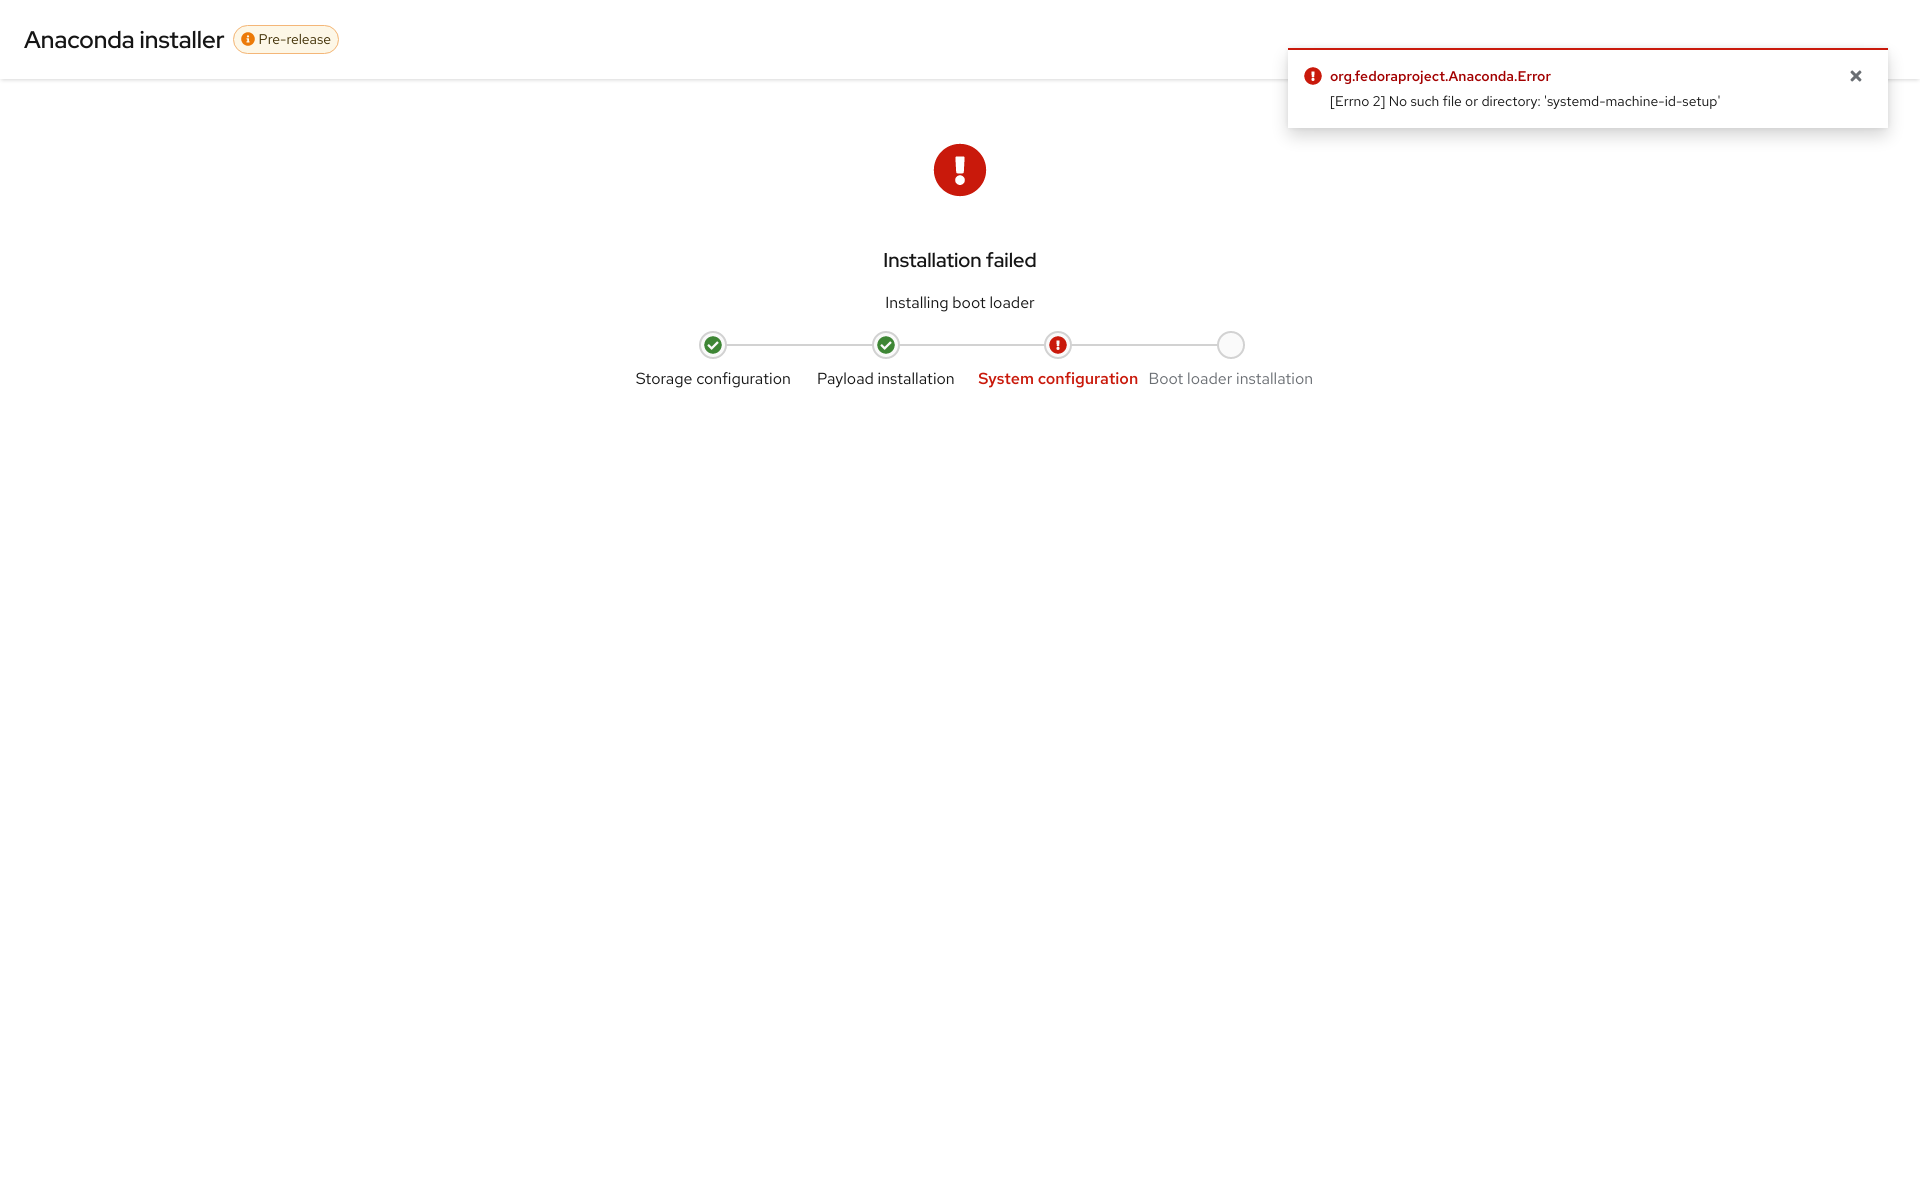 Anaconda installer
Pre-release
org.fedoraproject.Anaconda.Error
[Errno 2] No such file or directory: 'systemd-machine-id-setup'
Installation failed
Installing boot loader
Storage configuration
Payload installation
System configuration
Boot loader installation